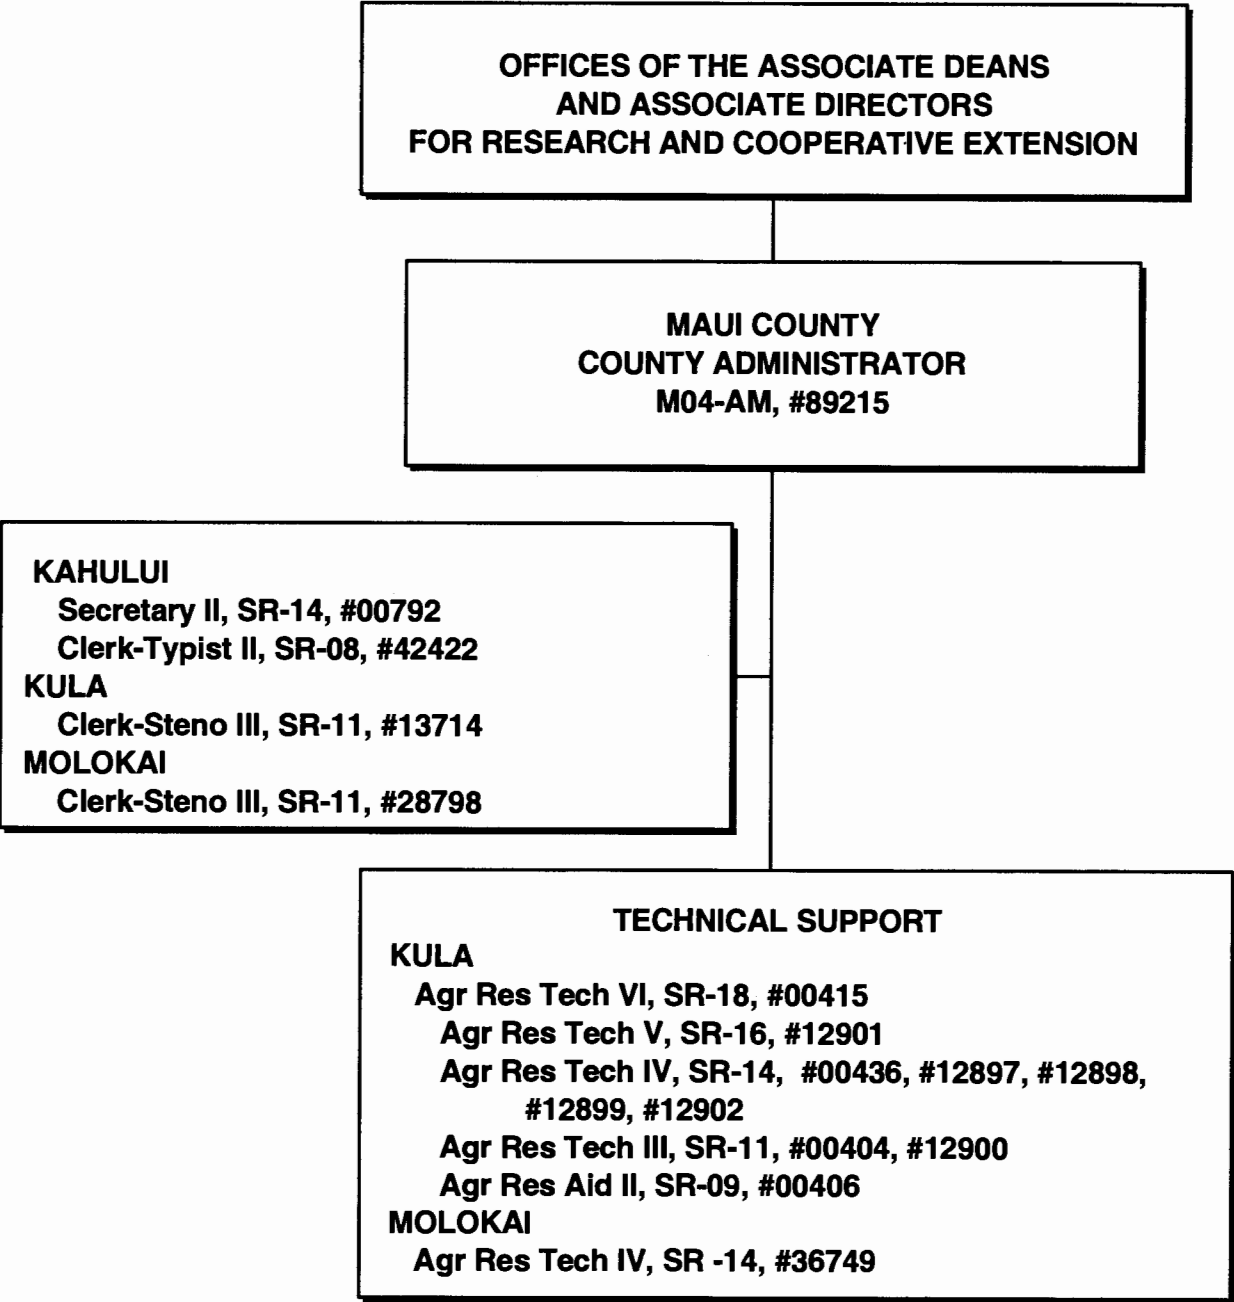 OFFICES OF THE ASSOCIATE DEANS
AND ASSOCIATE DIRECTORS
FOR RESEARCH AND COOPERATIVE EXTENSION
MAUI COUNTY
COUNTY ADMINISTRATOR
M04-AM, #89215
KAHULUI
Secretary II, SR-14, #00792
Clerk-Typist II, SR-08, #42422
KULA
Clerk-Steno III, SR-11, #13714
MOLOKAI
Clerk-Steno III, SR-11, #28798
TECHNICAL SUPPORT
KULA
Agr Res Tech VI, SR-18, #00415
Agr Res Tech V, SR-16, #12901
Agr Res Tech IV, SR-14, #00436, #12897, #12898,
#12899, #12902
Agr Res Tech III, SR-11, #00404, #12900
Agr Res Aid II, SR-09, #00406
MOLOKAI
Agr Res Tech IV, SR -14, #36749